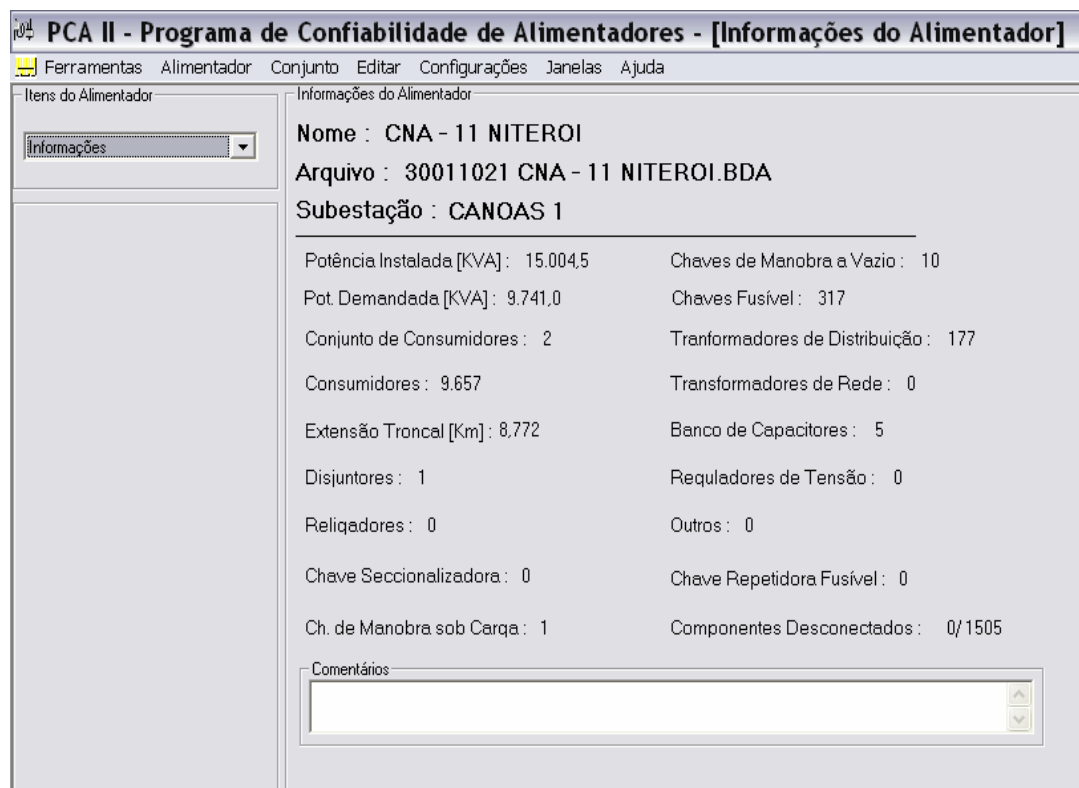 PCA II - Programa de Confiabilidade de Alimentadores - [Informações do Alimentador]
Ferramentas Alimentador Conjunto Editar Configurações Janelas Ajuda
Itens do Alimentador
Informações
Informações do Alimentador
Nome : CNA - 11 NITEROI
Arquivo : 30011021 CNA - 11 NITEROI.BDA
Subestação : CANOAS 1
Potência Instalada [KVA] : 15.004,5
Chaves de Manobra a Vazio : 10
Pot. Demandada [KVA] : 9.741,0
Chaves Fusível : 317
Conjunto de Consumidores : 2
Tranformadores de Distribuição : 177
Consumidores : 9.657
Transformadores de Rede : 0
Extensão Troncal [Km] : 8,772
Banco de Capacitores : 5
Disjuntores : 1
Reguladores de Tensão : 0
Religadores : 0
Outros : 0
Chave Seccionalizadora : 0
Chave Repetidora Fusível : 0
Ch. de Manobra sob Carga : 1
Componentes Desconectados : 0/1505
Comentários